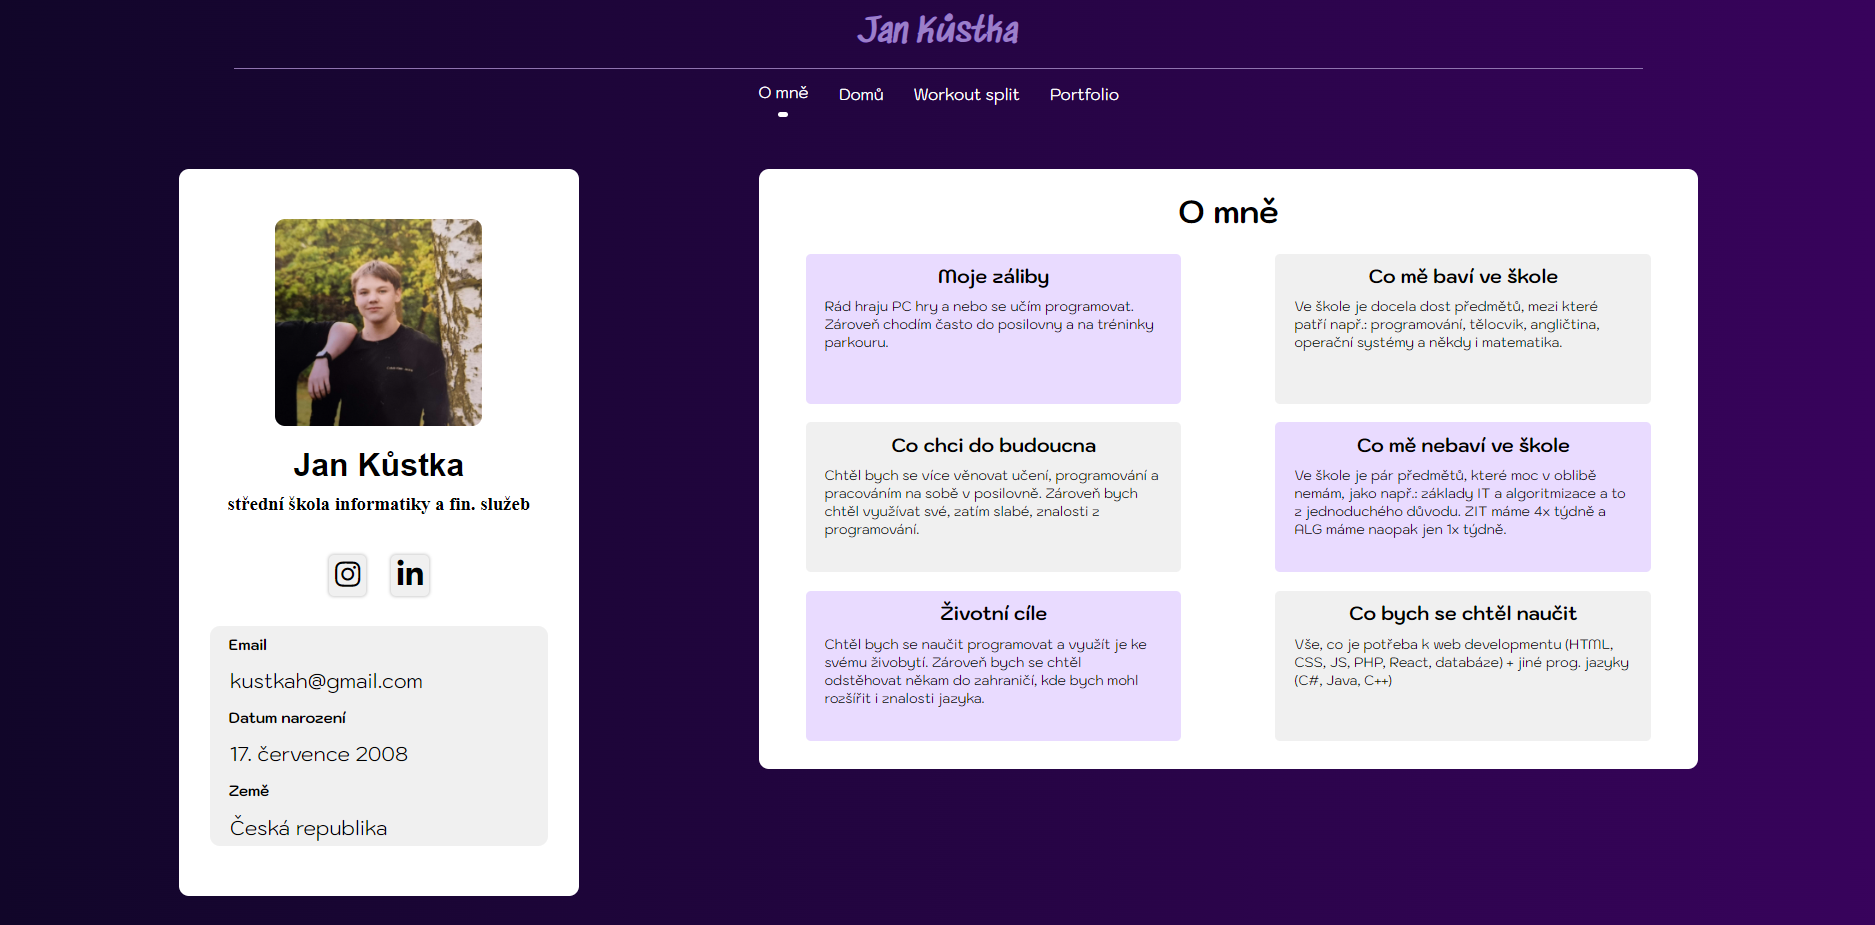 Jan Kůstka
O mně
Domů
Workout split
Portfolio
Jan Kůstka
střední škola informatiky a fin. služeb
in
Email
kustkah@gmail.com
Datum narození
17. července 2008
Země
Česká republika
O mně
Moje záliby
Rád hraju PC hry a nebo se učím programovat.
Zároveň chodím často do posilovny a na tréninky
parkouru.
Co mě baví ve škole
Ve škole je docela dost předmětů, mezi které
patří např.: programování, tělocvik, angličtina,
operační systémy a někdy i matematika.
Co chci do budoucna
Chtěl bych se více věnovat učení, programování a
pracováním na sobě v posilovně. Zároveň bych
chtěl využívat své, zatím slabé, znalosti z
programování.
Co mě nebaví ve škole
Ve škole je pár předmětů, které moc v oblibě
nemám, jako např.: základy IT a algoritmizace a to
z jednoduchého důvodu. ZIT máme 4x týdně a
ALG máme naopak jen 1x týdně.
Životní cíle
Chtěl bych se naučit programovat a využít je ke
svému živobytí. Zároveň bych se chtěl
odstěhovat někam do zahraničí, kde bych mohl
rozšířit i znalosti jazyka.
Co bych se chtěl naučit
Vše, co je potřeba k web developmentu (HTML,
CSS, JS, PHP, React, databáze) + jiné prog. jazyky
(C#, Java, C++)